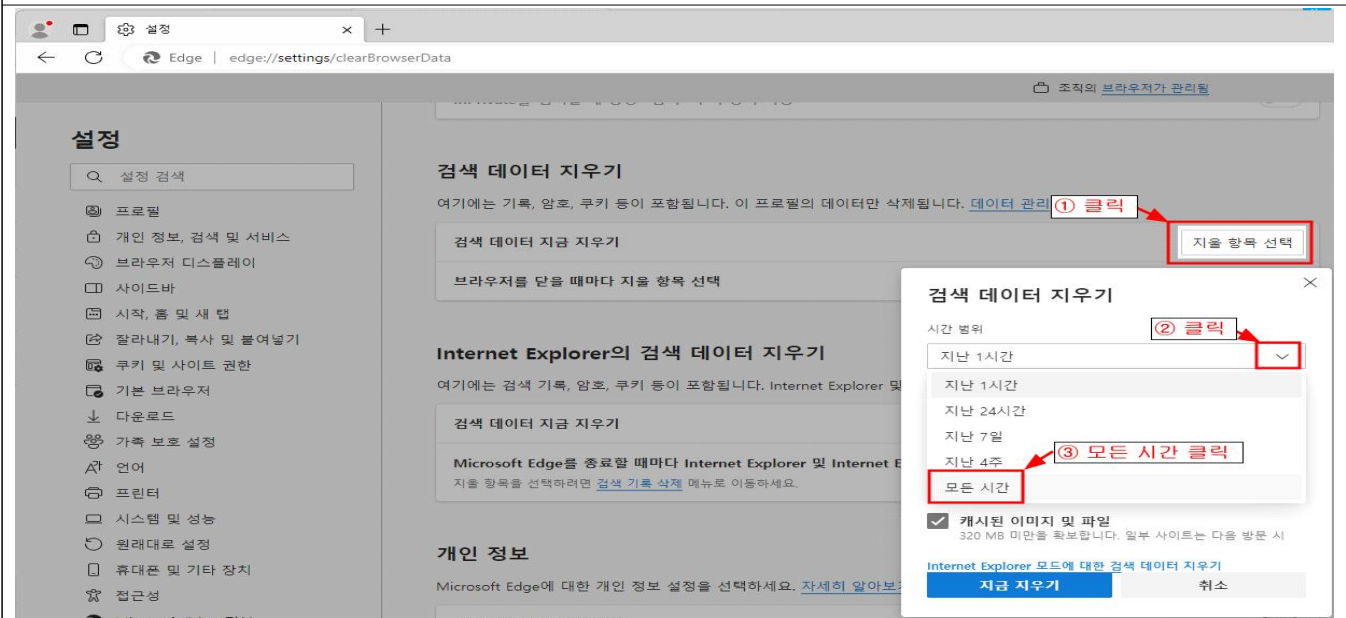 설정
Edge | edge://settings/clearBrowserData
조직의 브라우저가 관리됨
설정
설정 검색
프로필
개인 정보, 검색 및 서비스
브라우저 디스플레이
사이드바
시작, 홈 및 새 탭
잘라내기, 복사 및 붙여넣기
쿠키 및 사이트 권한
기본 브라우저
다운로드
가족 보호 설정
언어
프린터
시스템 및 성능
원래대로 설정
휴대폰 및 기타 장치
접근성
검색 데이터 지우기
여기에는 기록, 암호, 쿠키 등이 포함됩니다. 이 프로필의 데이터만 삭제됩니다. 데이터 관리
① 클릭
검색 데이터 지금 지우기
지울 항목 선택
브라우저를 닫을 때마다 지울 항목 선택
Internet Explorer의 검색 데이터 지우기
여기에는 검색 기록, 암호, 쿠키 등이 포함됩니다. Internet Explorer 및
검색 데이터 지금 지우기
Microsoft Edge를 종료할 때마다 Internet Explorer 및 Internet E
지울 항목을 선택하려면 검색 기록 삭제 메뉴로 이동하세요.
개인 정보
Microsoft Edge에 대한 개인 정보 설정을 선택하세요. 자세히 알아보기
검색 데이터 지우기
시간 범위
② 클릭
지난 1시간
지난 1시간
지난 24시간
지난 7일
지난 4주
③ 모든 시간 클릭
모든 시간
캐시된 이미지 및 파일
320 MB 미만을 확보합니다. 일부 사이트는 다음 방문 시
Internet Explorer 모드에 대한 검색 데이터 지우기
지금 지우기
취소